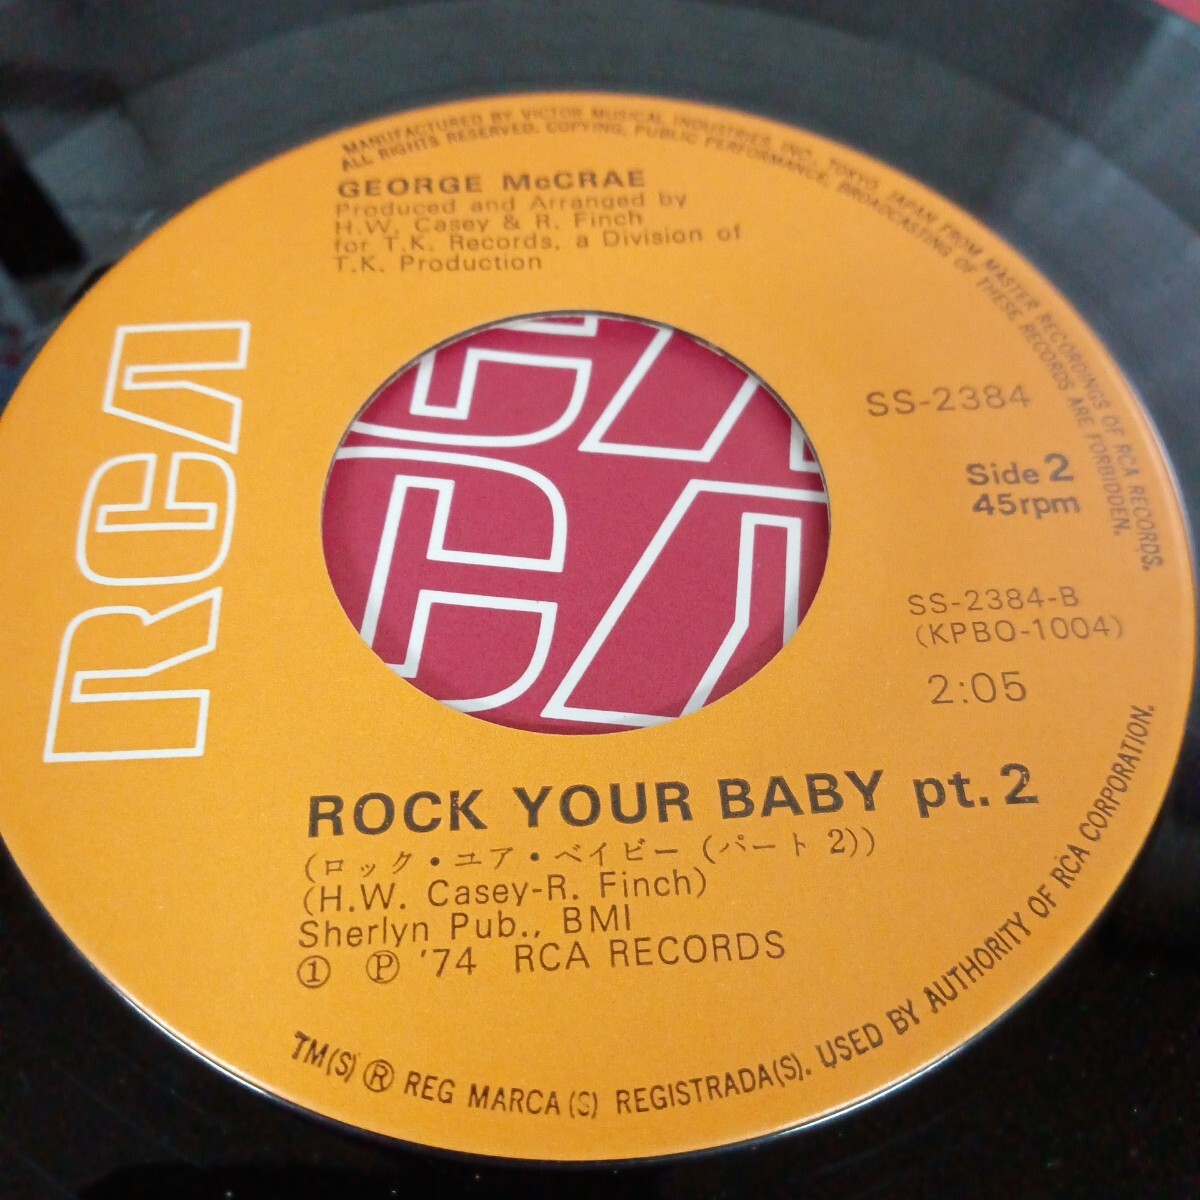 MANUFACTURED BY VICTOR MUSICAL INDUSTRIES, INC., TOKYO, JAPAN FROM MASTER RECORDINGS OF RCA RECORDS.
ALL RIGHTS RESERVED. COPYING, PUBLIC PERFORMANCE, BROADCASTING OF THESE RECORDS ARE FORBIDDEN.
GEORGE McCRAE
Produced and Arranged by
H.W. Casey & R. Finch
for T.K. Records, a Division of
T.K. Production
RCA
SS-2384
Side 2
45rpm
SS-2384-B
(KPBO-1004)
2:05
ROCK YOUR BABY pt. 2
(ロック・ユア・ベイビー (パート 2))
(H.W. Casey-R. Finch)
Sherlyn Pub., BMI
① Ⓟ '74 RCA RECORDS
TM(S) ® REG MARCA(S) REGISTRADA(S). USED BY AUTHORITY OF RCA CORPORATION.